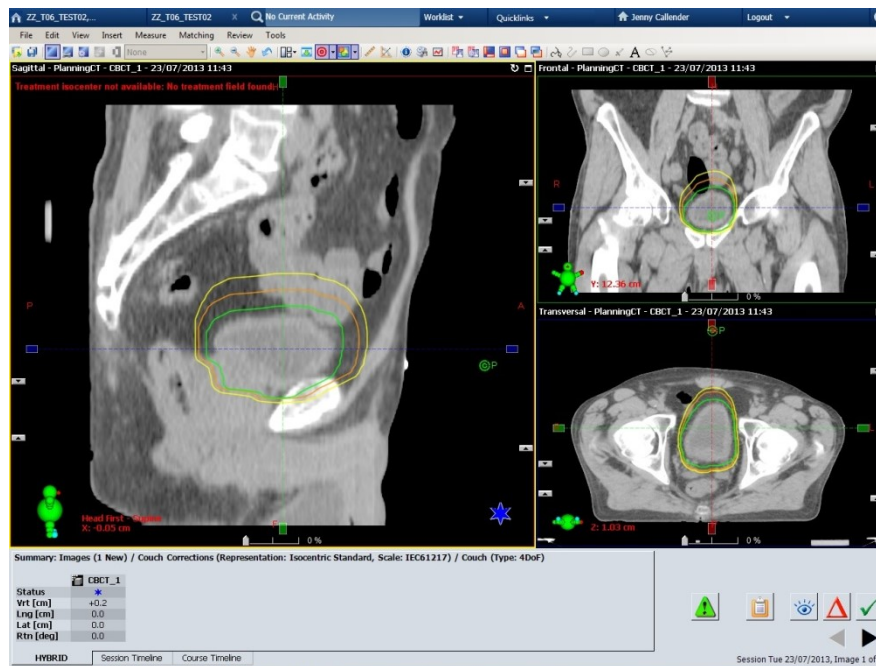 ZZ_T06_TEST02,... ZZ_T06_TEST02 x No Current Activity Worklist Quicklinks Jenny Callender Logout
File Edit View Insert Measure Matching Review Tools
None
Sagittal - PlanningCT - CBCT_1 - 23/07/2013 11:43
Treatment isocenter not available: No treatment field found!
P
A
P
Head First -
X: -0.05 cm
0 %
Frontal - PlanningCT - CBCT_1 - 23/07/2013 11:43
R
L
P
Y: 12.36 cm
0 %
Transversal - PlanningCT - CBCT_1 - 23/07/2013 11:43
P
Z: 1.03 cm
0 %
Summary: Images (1 New) / Couch Corrections (Representation: Isocentric Standard, Scale: IEC61217) / Couch (Type: 4DoF)
CBCT_1
Status
Vrt [cm] +0.2
Lng [cm] 0.0
Lat [cm] 0.0
Rtn [deg] 0.0
HYBRID Session Timeline Course Timeline
Session Tue 23/07/2013, Image 1 of